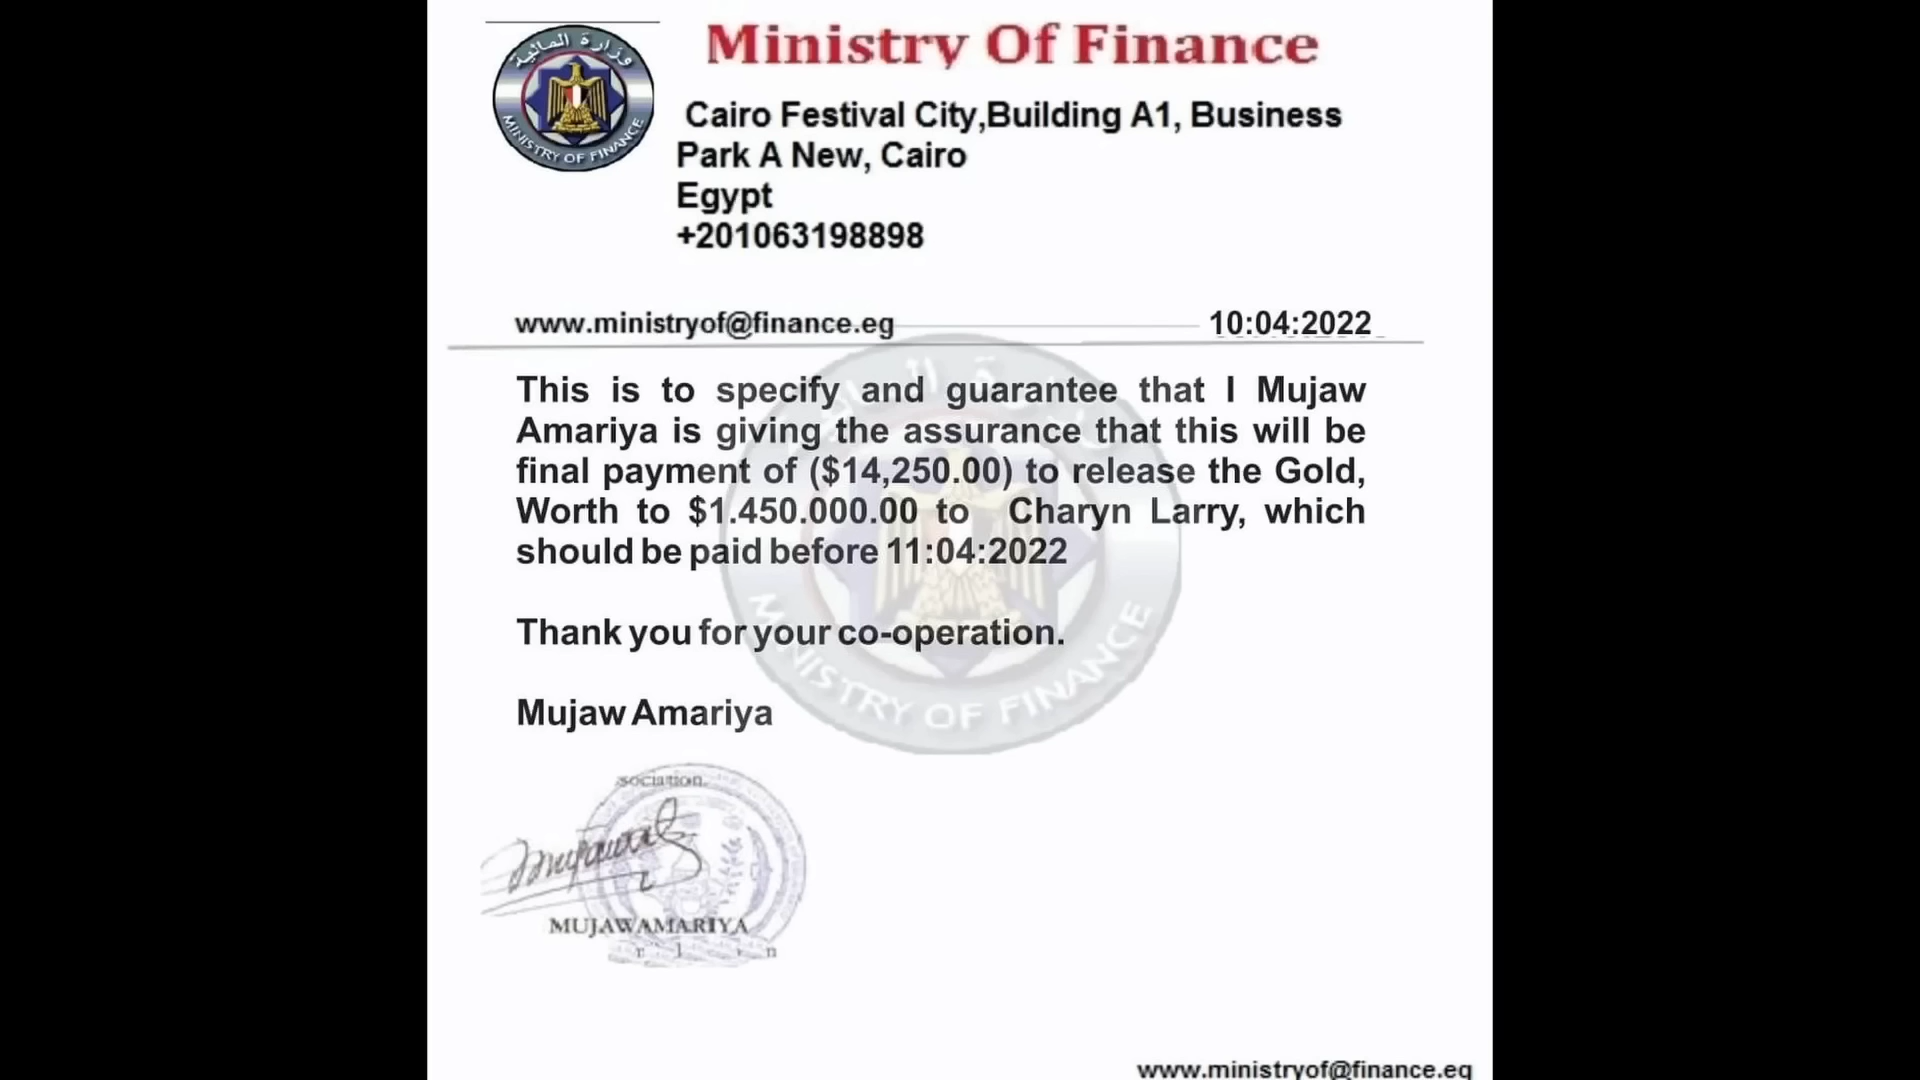 وزارة المالية
MINISTRY OF FINANCE
Ministry Of Finance
Cairo Festival City,Building A1, Business
Park A New, Cairo
Egypt
+201063198898
www.ministryof@finance.eg
10:04:2022
This is to specify and guarantee that I Mujaw
Amariya is giving the assurance that this will be
final payment of ($14,250.00) to release the Gold,
Worth to $1.450.000.00 to Charyn Larry, which
should be paid before 11:04:2022
Thank you for your co-operation.
Mujaw Amariya
MINISTRY OF FINANCE
sociation.
MUJAWAMARIYA
www.ministryof@finance.eg